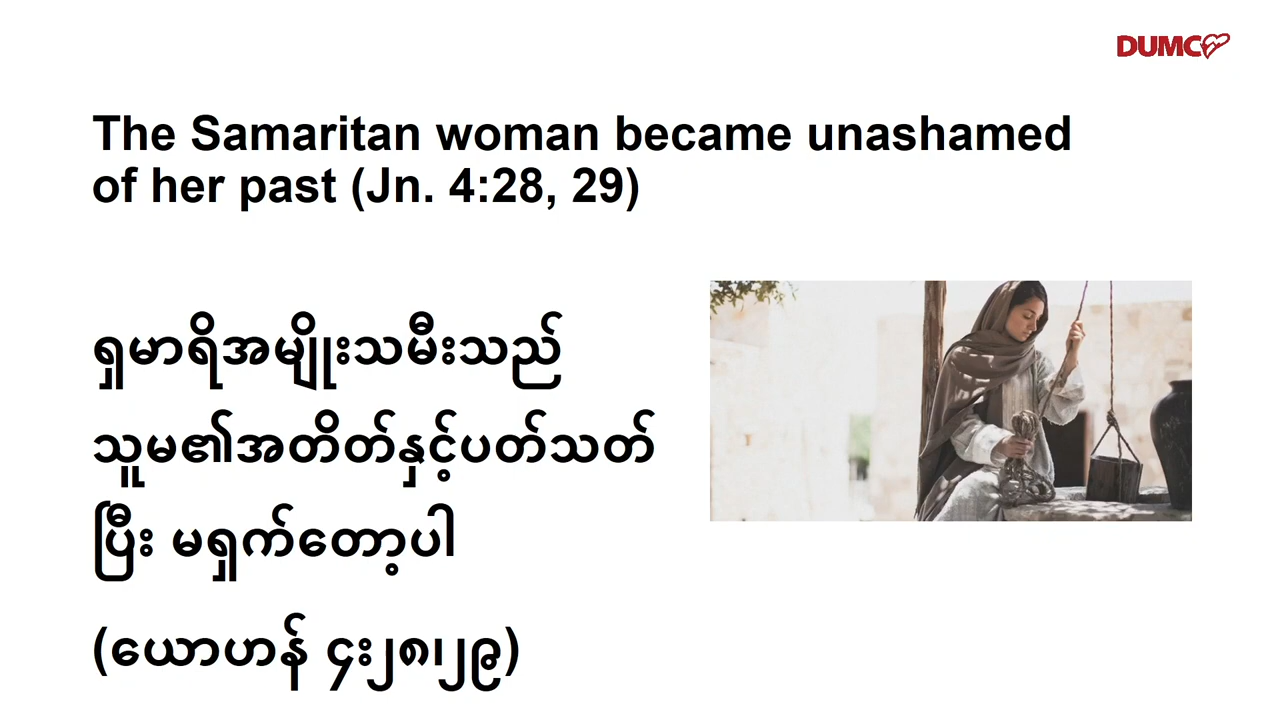 DUMC
The Samaritan woman became unashamed
of her past (Jn. 4:28, 29)
ရှမာရိအမျိုးသမီးသည်
သူမ၏အတိတ်နှင့်ပတ်သတ်
ပြီး မရှက်တော့ပါ
(ယောဟန် ၄း၂၈၊၂၉)